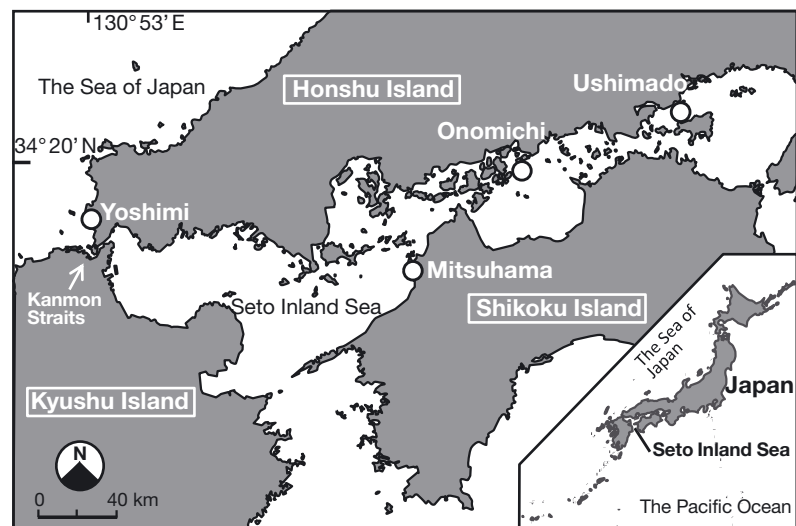 130° 53’ E
The Sea of Japan
Honshu Island
Ushimado
Onomichi
34° 20’ N
Yoshimi
Mitsuhama
Kanmon
Straits
Seto Inland Sea
Shikoku Island
Kyushu Island
N
0 40 km
The Sea of
Japan
Japan
Seto Inland Sea
The Pacific Ocean